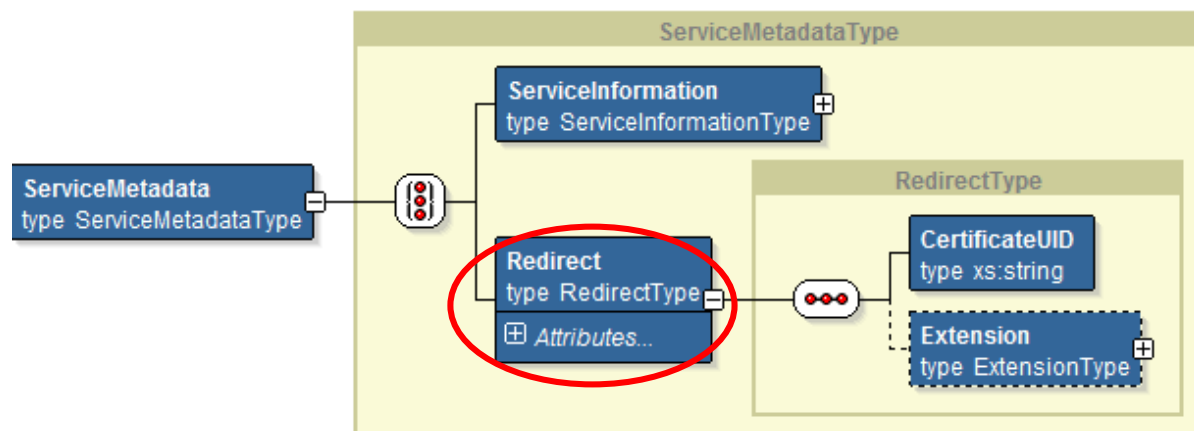 ServiceMetadataType
ServiceInformation
type ServiceInformationType
ServiceMetadata
type ServiceMetadataType
RedirectType
Redirect
type RedirectType
Attributes...
CertificateUID
type xs:string
Extension
type ExtensionType